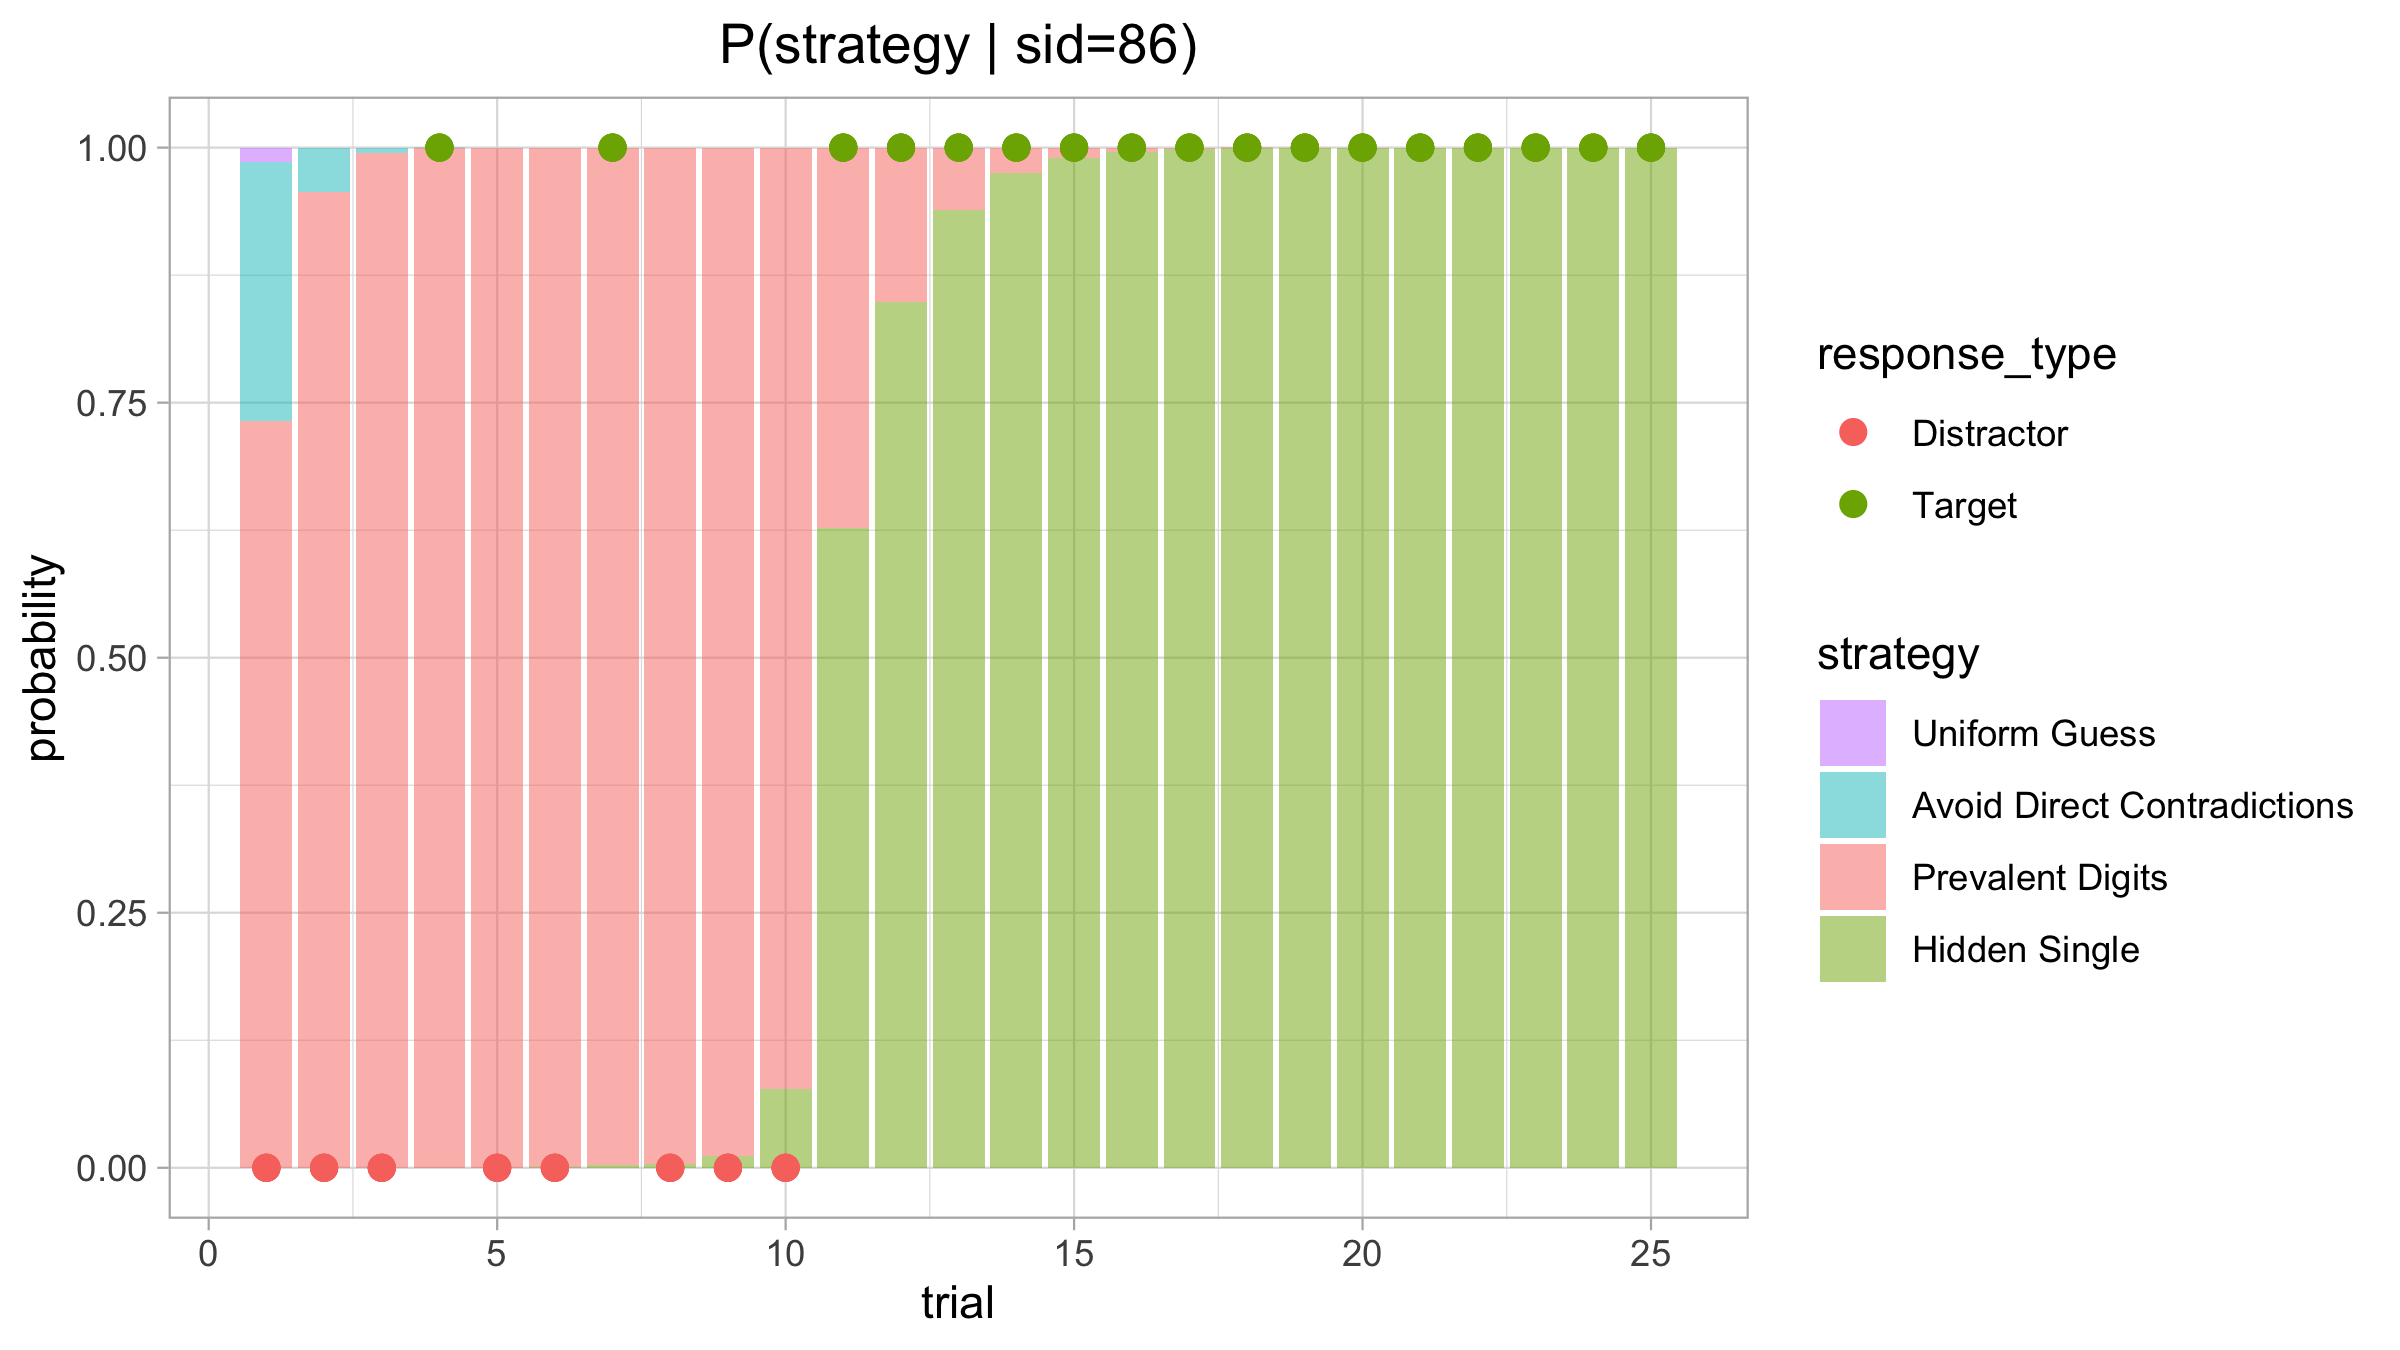 P(strategy | sid=86)
probability
1.00
0.75
0.50
0.25
0.00
0 5 10 15 20 25
trial
response_type
Distractor
Target
strategy
Uniform Guess
Avoid Direct Contradictions
Prevalent Digits
Hidden Single